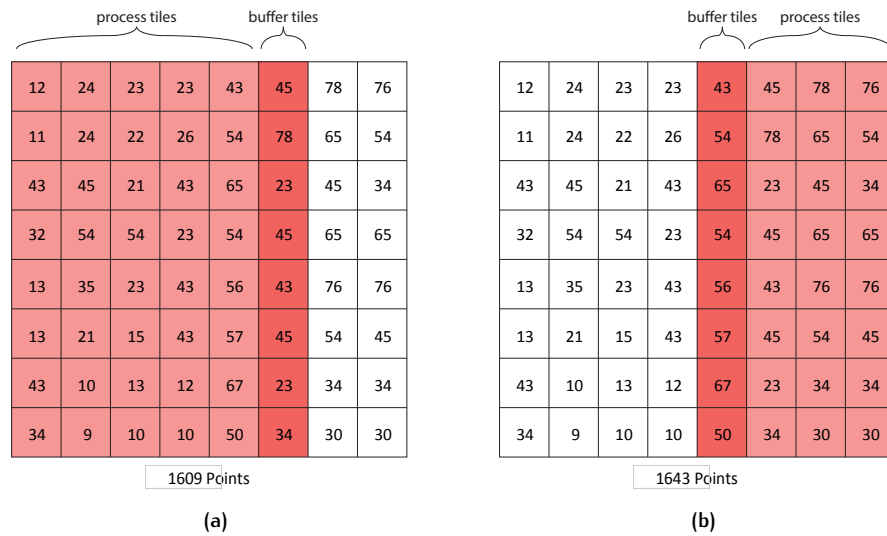 process tiles buffer tiles
12 24 23 23 43 45 78 76
11 24 22 26 54 78 65 54
43 45 21 43 65 23 45 34
32 54 54 23 54 45 65 65
13 35 23 43 56 43 76 76
13 21 15 43 57 45 54 45
43 10 13 12 67 23 34 34
34 9 10 10 50 34 30 30
1609 Points
(a)
buffer tiles process tiles
12 24 23 23 43 45 78 76
11 24 22 26 54 78 65 54
43 45 21 43 65 23 45 34
32 54 54 23 54 45 65 65
13 35 23 43 56 43 76 76
13 21 15 43 57 45 54 45
43 10 13 12 67 23 34 34
34 9 10 10 50 34 30 30
1643 Points
(b)